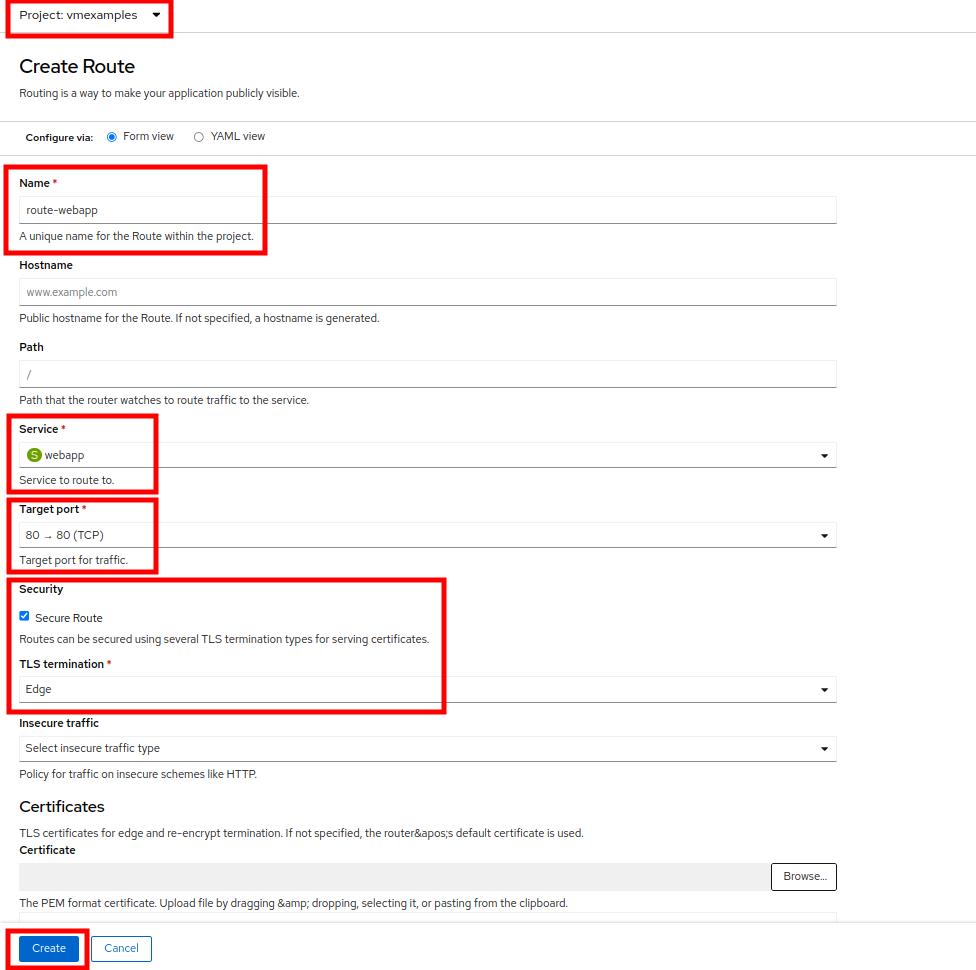 Project: vmexamples
Create Route
Routing is a way to make your application publicly visible.
Configure via: Form view YAML view
Name *
route-webapp
A unique name for the Route within the project.
Hostname
www.example.com
Public hostname for the Route. If not specified, a hostname is generated.
Path
/
Path that the router watches to route traffic to the service.
Service *
S webapp
Service to route to.
Target port *
80 → 80 (TCP)
Target port for traffic.
Security
Secure Route
Routes can be secured using several TLS termination types for serving certificates.
TLS termination *
Edge
Insecure traffic
Select insecure traffic type
Policy for traffic on insecure schemes like HTTP.
Certificates
TLS certificates for edge and re-encrypt termination. If not specified, the router&apos;s default certificate is used.
Certificate
Browse...
The PEM format certificate. Upload file by dragging &amp; dropping, selecting it, or pasting from the clipboard.
Create Cancel